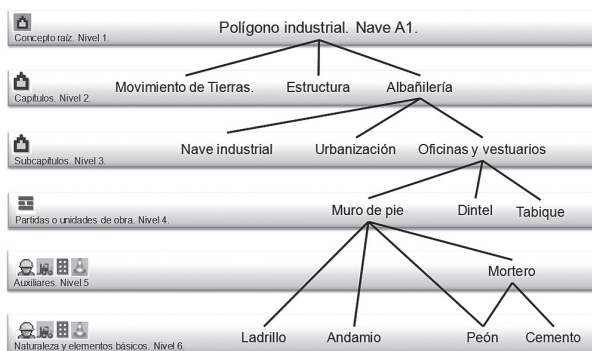 Polígono industrial. Nave A1.
Concepto raíz. Nivel 1.
Movimiento de Tierras. Estructura Albañilería
Capítulos. Nivel 2.
Nave industrial Urbanización Oficinas y vestuarios
Subcapítulos. Nivel 3.
Muro de pie Dintel Tabique
Partidas o unidades de obra. Nivel 4.
Mortero
Auxiliares. Nivel 5
Ladrillo Andamio Peón Cemento
Naturaleza y elementos básicos. Nivel 6.